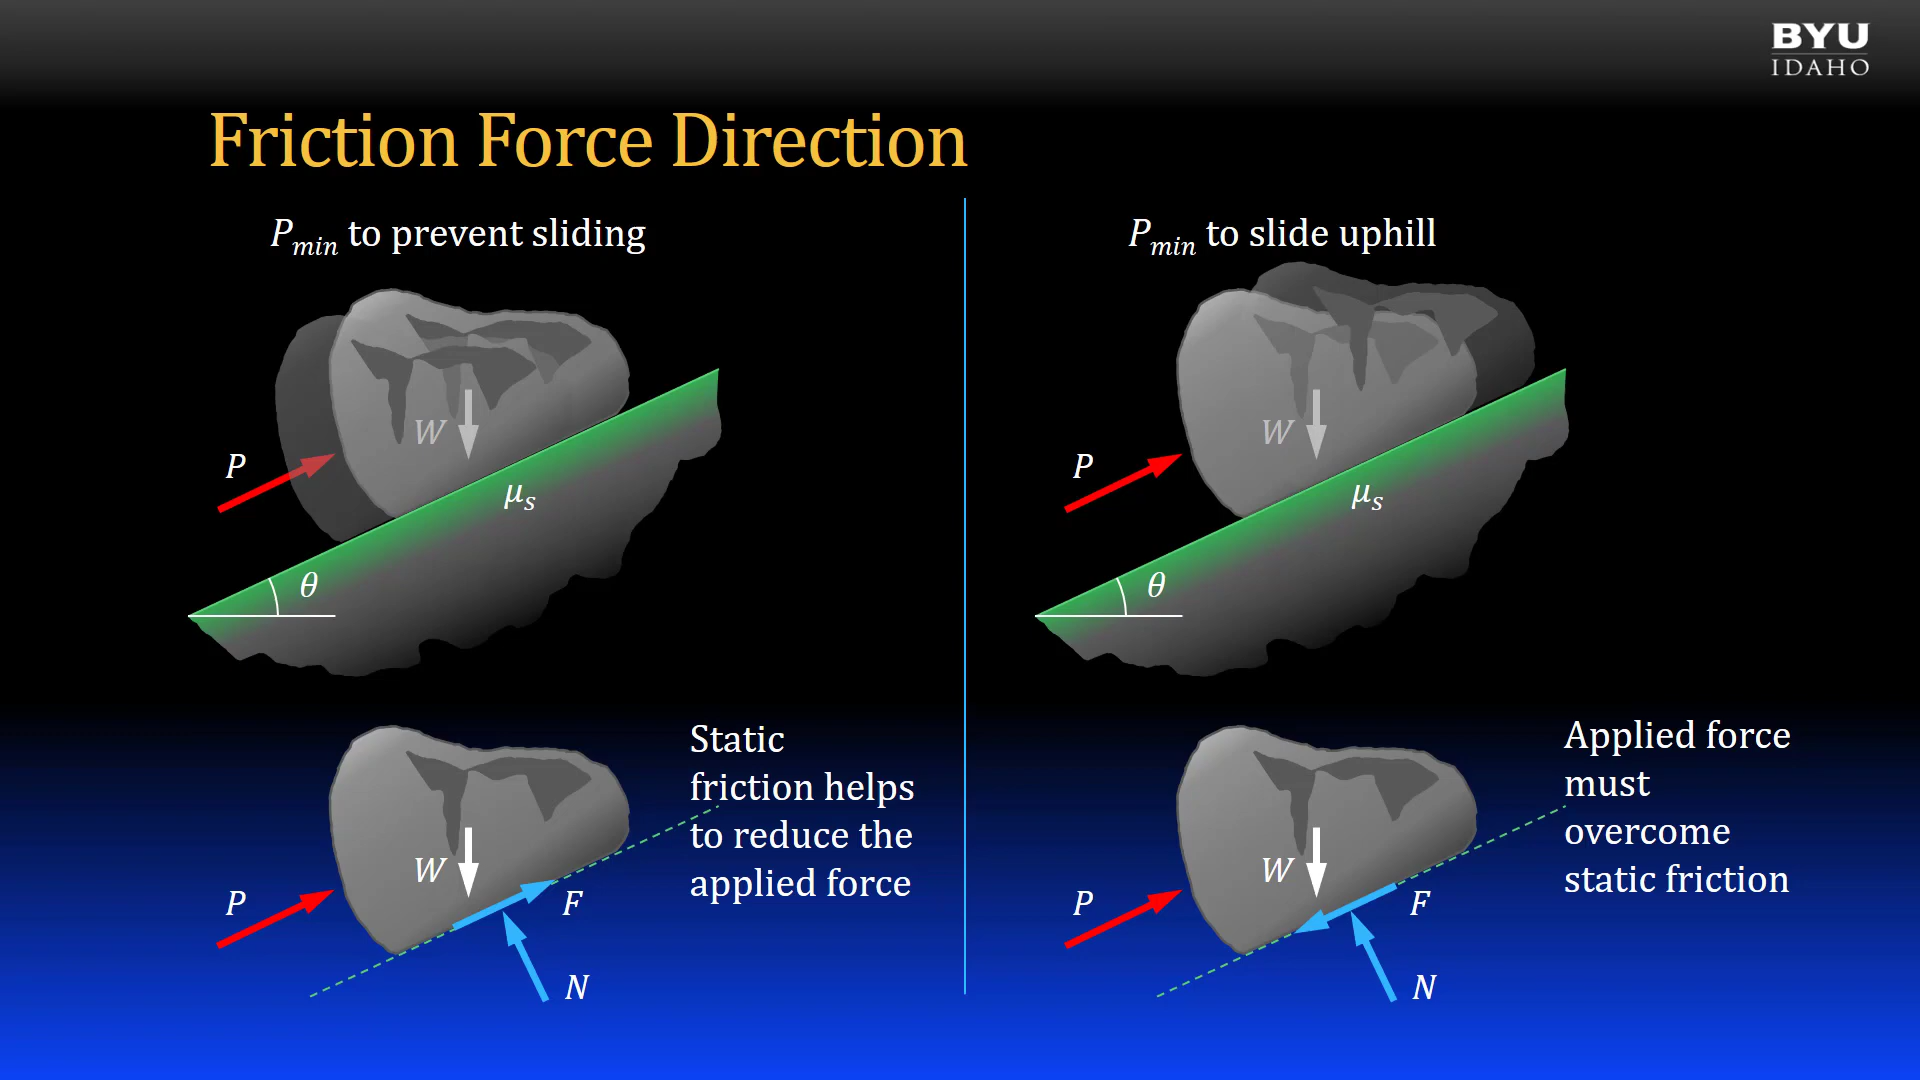 BYU
IDAHO
Friction Force Direction
P_min to prevent sliding
W
P
μ_s
θ
Static
friction helps
to reduce the
applied force
W
P
F
N
P_min to slide uphill
W
P
μ_s
θ
Applied force
must
overcome
static friction
W
P
F
N